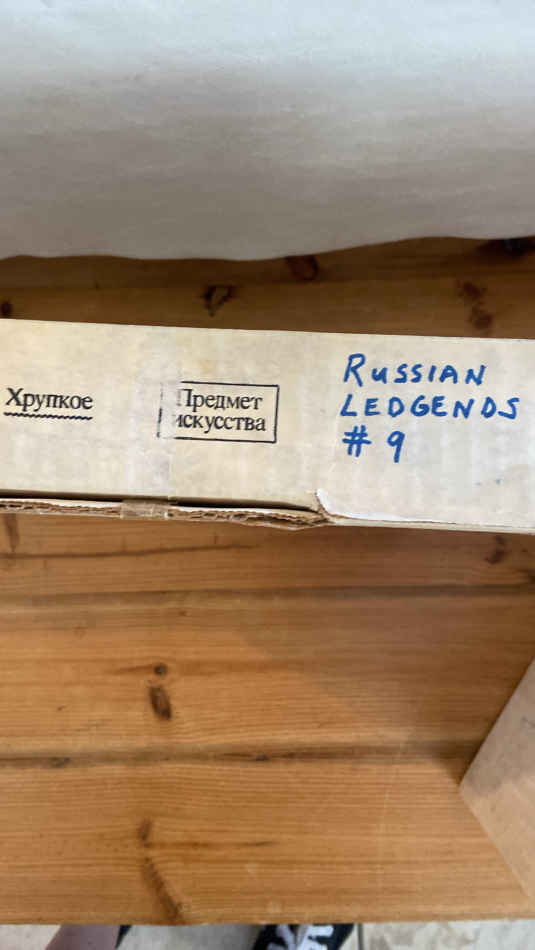 Хрупкое
Предмет
искусства
RUSSIAN
LEDGENDS
# 9